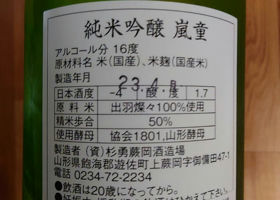 純米吟醸 嵐童
アルコール分 16度
原材料名 米(国産)、米麹(国産米)
製造年月 23.4.
日本酒度 -4 酸度 1.7
原料米 出羽燦々100%使用
精米歩合 50%
使用酵母 協会1801,山形酵母
製造者 (資)杉勇蕨岡酒造場
山形県飽海郡遊佐町上蕨岡字御備田47-1
電話 0234-72-2234
●飲酒は20歳になってから。